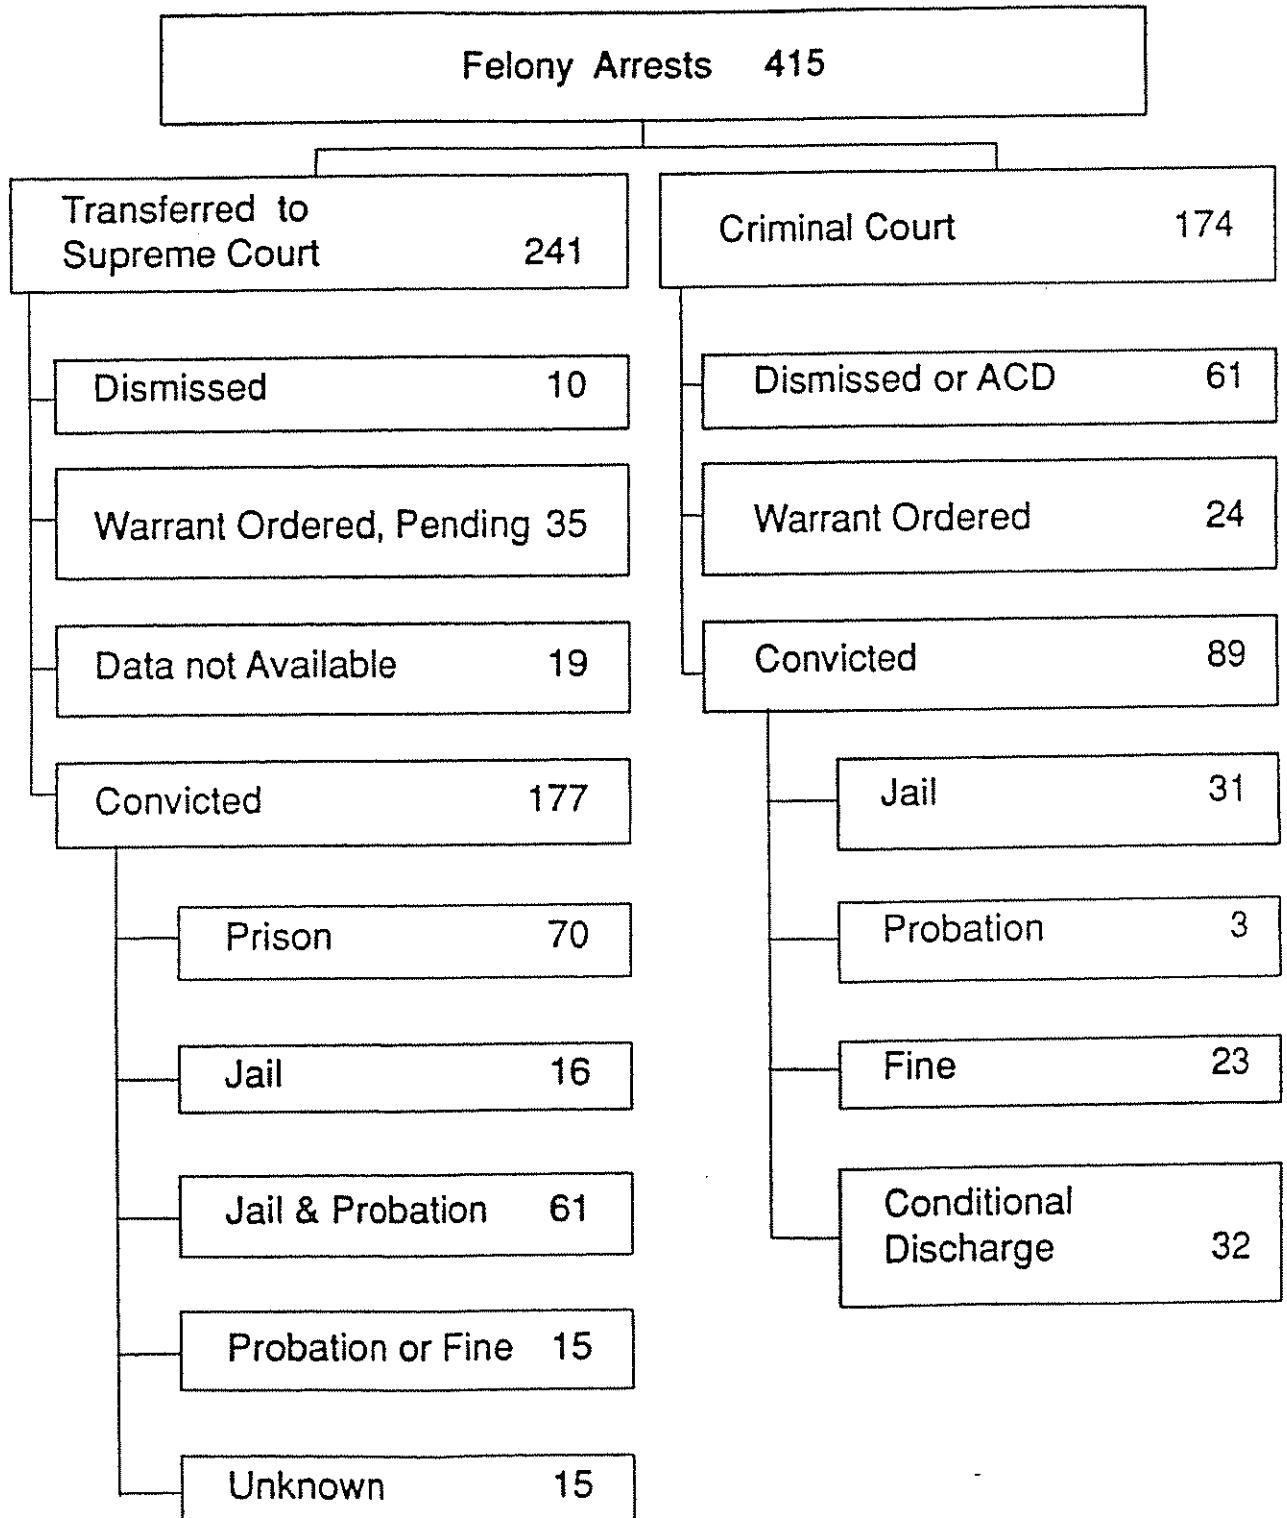 Felony Arrests 415
Transferred to
Supreme Court 241
Dismissed 10
Warrant Ordered, Pending 35
Data not Available 19
Convicted 177
Prison 70
Jail 16
Jail & Probation 61
Probation or Fine 15
Unknown 15
Criminal Court 174
Dismissed or ACD 61
Warrant Ordered 24
Convicted 89
Jail 31
Probation 3
Fine 23
Conditional
Discharge 32